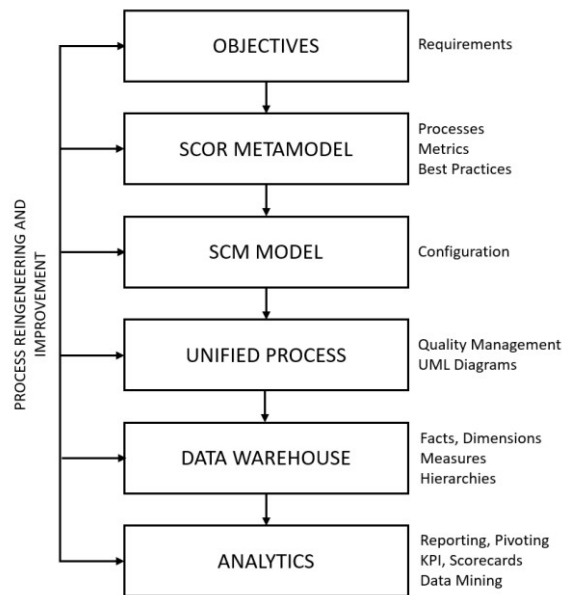 OBJECTIVES
Requirements
SCOR METAMODEL
Processes
Metrics
Best Practices
SCM MODEL
Configuration
UNIFIED PROCESS
Quality Management
UML Diagrams
DATA WAREHOUSE
Facts, Dimensions
Measures
Hierarchies
ANALYTICS
Reporting, Pivoting
KPI, Scorecards
Data Mining
PROCESS REINGENEERING AND
IMPROVEMENT